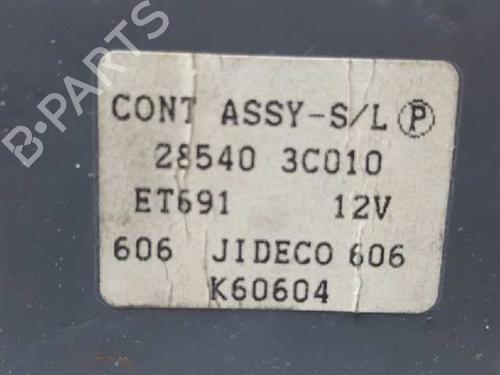 B-PARTS
CONT ASSY-S/L Ⓟ
28540 3C010
ET691 12V
606 JIDECO 606
K60604